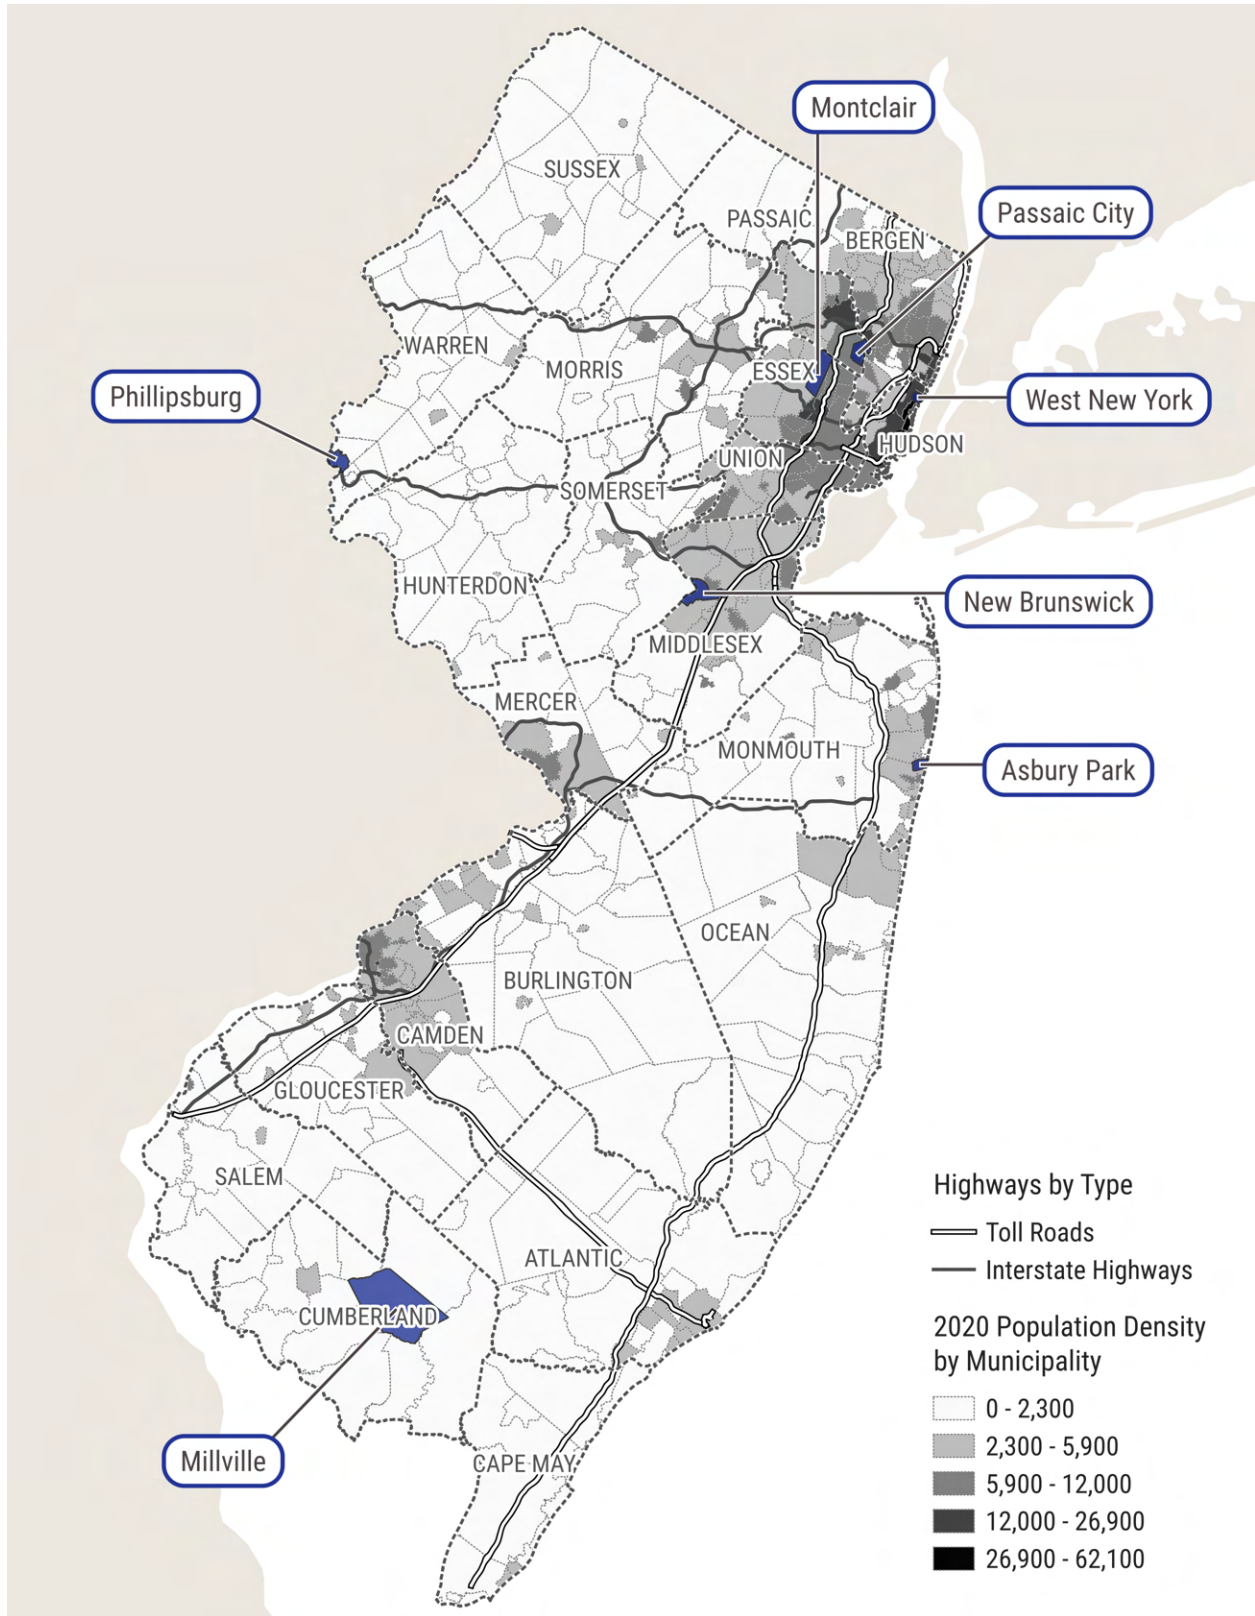 Montclair
SUSSEX
Passaic City
PASSAIC
BERGEN
WARREN
MORRIS
ESSEX
Phillipsburg
West New York
HUDSON
UNION
SOMERSET
HUNTERDON
New Brunswick
MIDDLESEX
MERCER
MONMOUTH
Asbury Park
OCEAN
BURLINGTON
CAMDEN
GLOUCESTER
SALEM
ATLANTIC
CUMBERLAND
Millville
CAPE MAY
Highways by Type
Toll Roads
Interstate Highways
2020 Population Density
by Municipality
0 - 2,300
2,300 - 5,900
5,900 - 12,000
12,000 - 26,900
26,900 - 62,100